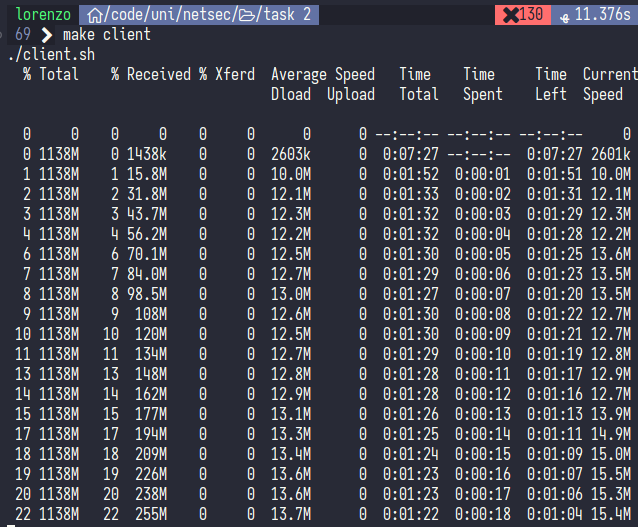 lorenzo /code/uni/netsec/ /task 2 130 11.376s
69 make client
./client.sh
% Total % Received % Xferd Average Speed Time Time Time Current
Dload Upload Total Spent Left Speed
0 0 0 0 0 0 0 0 --:--:-- --:--:-- --:--:-- 0
0 1138M 0 1438k 0 0 2603k 0 0:07:27 --:--:-- 0:07:27 2601k
1 1138M 1 15.8M 0 0 10.0M 0 0:01:52 0:00:01 0:01:51 10.0M
2 1138M 2 31.8M 0 0 12.1M 0 0:01:33 0:00:02 0:01:31 12.1M
3 1138M 3 43.7M 0 0 12.3M 0 0:01:32 0:00:03 0:01:29 12.3M
4 1138M 4 56.2M 0 0 12.2M 0 0:01:32 0:00:04 0:01:28 12.2M
6 1138M 6 70.1M 0 0 12.5M 0 0:01:30 0:00:05 0:01:25 13.6M
7 1138M 7 84.0M 0 0 12.7M 0 0:01:29 0:00:06 0:01:23 13.5M
8 1138M 8 98.5M 0 0 13.0M 0 0:01:27 0:00:07 0:01:20 13.5M
9 1138M 9 108M 0 0 12.6M 0 0:01:30 0:00:08 0:01:22 12.7M
10 1138M 10 120M 0 0 12.5M 0 0:01:30 0:00:09 0:01:21 12.7M
11 1138M 11 134M 0 0 12.7M 0 0:01:29 0:00:10 0:01:19 12.8M
13 1138M 13 148M 0 0 12.8M 0 0:01:28 0:00:11 0:01:17 12.9M
14 1138M 14 162M 0 0 12.9M 0 0:01:28 0:00:12 0:01:16 12.7M
15 1138M 15 177M 0 0 13.1M 0 0:01:26 0:00:13 0:01:13 13.9M
17 1138M 17 194M 0 0 13.3M 0 0:01:25 0:00:14 0:01:11 14.9M
18 1138M 18 209M 0 0 13.4M 0 0:01:24 0:00:15 0:01:09 15.0M
19 1138M 19 226M 0 0 13.6M 0 0:01:23 0:00:16 0:01:07 15.5M
20 1138M 20 238M 0 0 13.6M 0 0:01:23 0:00:17 0:01:06 15.3M
22 1138M 22 255M 0 0 13.7M 0 0:01:22 0:00:18 0:01:04 15.4M